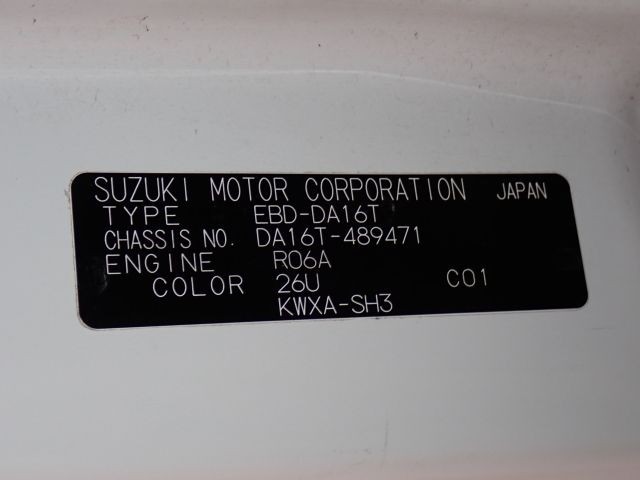 SUZUKI MOTOR CORPORATION JAPAN
TYPE EBD-DA16T
CHASSIS NO. DA16T-489471
ENGINE R06A
COLOR 26U C01
KWXA-SH3